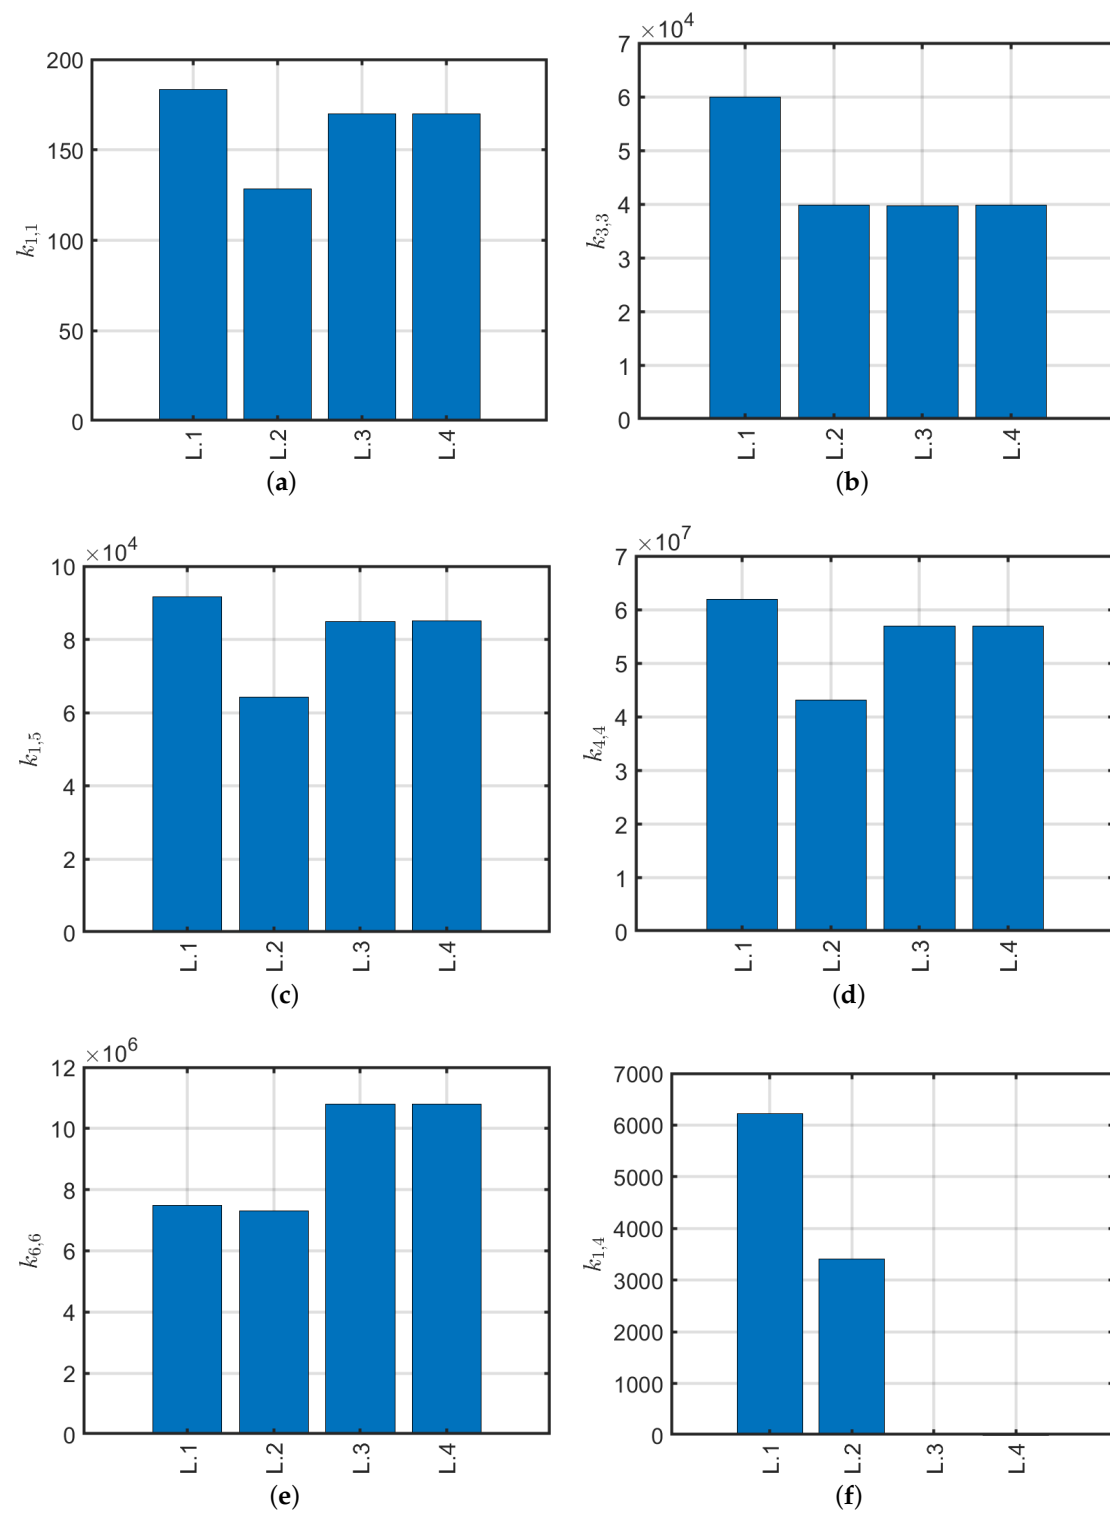 200
150
100
50
0
k1,1
L.1 L.2 L.3 L.4
(a)
×10^4
7
6
5
4
3
2
1
0
k3,3
L.1 L.2 L.3 L.4
(b)
×10^4
10
8
6
4
2
0
k1,5
L.1 L.2 L.3 L.4
(c)
×10^7
7
6
5
4
3
2
1
0
k4,4
L.1 L.2 L.3 L.4
(d)
×10^6
12
10
8
6
4
2
0
k6,6
L.1 L.2 L.3 L.4
(e)
7000
6000
5000
4000
3000
2000
1000
0
k1,4
L.1 L.2 L.3 L.4
(f)